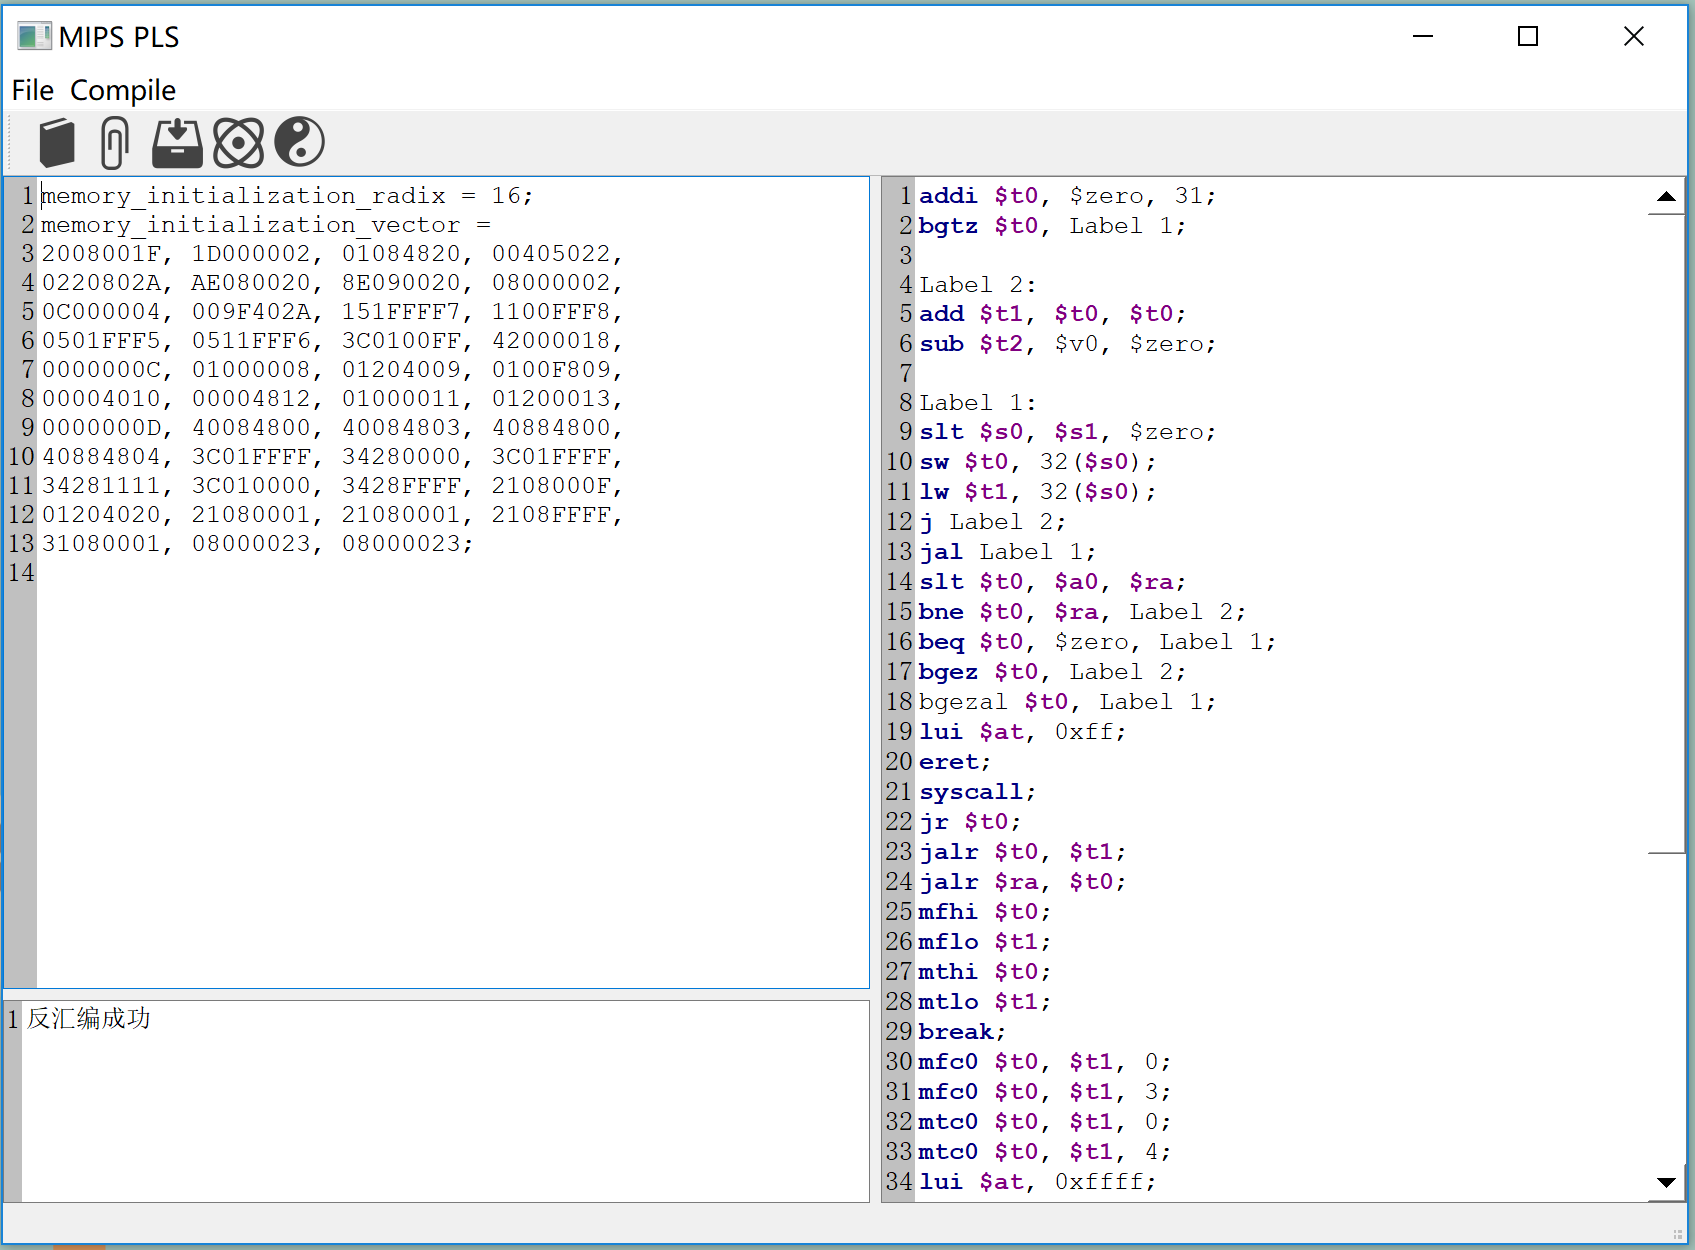 MIPS PLS
File Compile
1 memory_initialization_radix = 16;
2 memory_initialization_vector =
3 2008001F, 1D000002, 01084820, 00405022,
4 0220802A, AE080020, 8E090020, 08000002,
5 0C000004, 009F402A, 151FFFF7, 1100FFF8,
6 0501FFF5, 0511FFF6, 3C0100FF, 42000018,
7 0000000C, 01000008, 01204009, 0100F809,
8 00004010, 00004812, 01000011, 01200013,
9 0000000D, 40084800, 40084803, 40884800,
10 40884804, 3C01FFFF, 34280000, 3C01FFFF,
11 34281111, 3C010000, 3428FFFF, 2108000F,
12 01204020, 21080001, 21080001, 2108FFFF,
13 31080001, 08000023, 08000023;
14
1 反汇编成功
1 addi $t0, $zero, 31;
2 bgtz $t0, Label 1;
3
4 Label 2:
5 add $t1, $t0, $t0;
6 sub $t2, $v0, $zero;
7
8 Label 1:
9 slt $s0, $s1, $zero;
10 sw $t0, 32($s0);
11 lw $t1, 32($s0);
12 j Label 2;
13 jal Label 1;
14 slt $t0, $a0, $ra;
15 bne $t0, $ra, Label 2;
16 beq $t0, $zero, Label 1;
17 bgez $t0, Label 2;
18 bgezal $t0, Label 1;
19 lui $at, 0xff;
20 eret;
21 syscall;
22 jr $t0;
23 jalr $t0, $t1;
24 jalr $ra, $t0;
25 mfhi $t0;
26 mflo $t1;
27 mthi $t0;
28 mtlo $t1;
29 break;
30 mfc0 $t0, $t1, 0;
31 mfc0 $t0, $t1, 3;
32 mtc0 $t0, $t1, 0;
33 mtc0 $t0, $t1, 4;
34 lui $at, 0xffff;